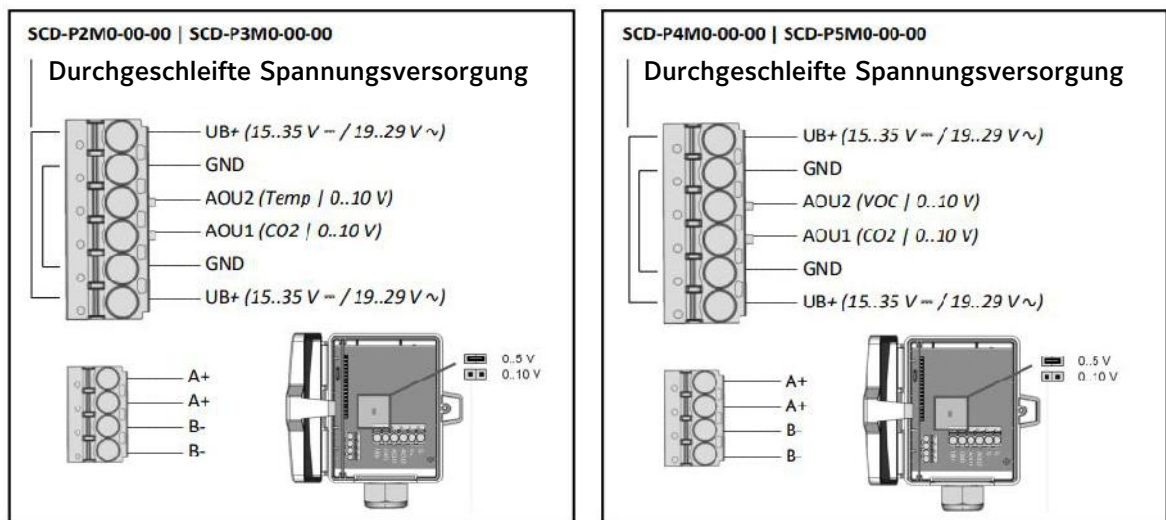 SCD-P2M0-00-00 | SCD-P3M0-00-00
Durchgeschleifte Spannungsversorgung
UB+ (15..35 V ⎓ / 19..29 V ~)
GND
AOU2 (Temp | 0..10 V)
AOU1 (CO2 | 0..10 V)
GND
UB+ (15..35 V ⎓ / 19..29 V ~)
A+
A+
B-
B-
0..5 V
0..10 V
SCD-P4M0-00-00 | SCD-P5M0-00-00
Durchgeschleifte Spannungsversorgung
UB+ (15..35 V ⎓ / 19..29 V ~)
GND
AOU2 (VOC | 0..10 V)
AOU1 (CO2 | 0..10 V)
GND
UB+ (15..35 V ⎓ / 19..29 V ~)
A+
A+
B-
B-
0..5 V
0..10 V